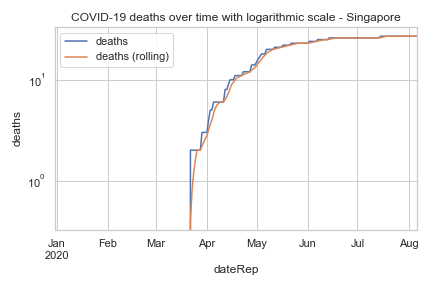 COVID-19 deaths over time with logarithmic scale - Singapore
deaths
deaths (rolling)
10¹
10⁰
deaths
Jan Feb Mar Apr May Jun Jul Aug
2020
dateRep